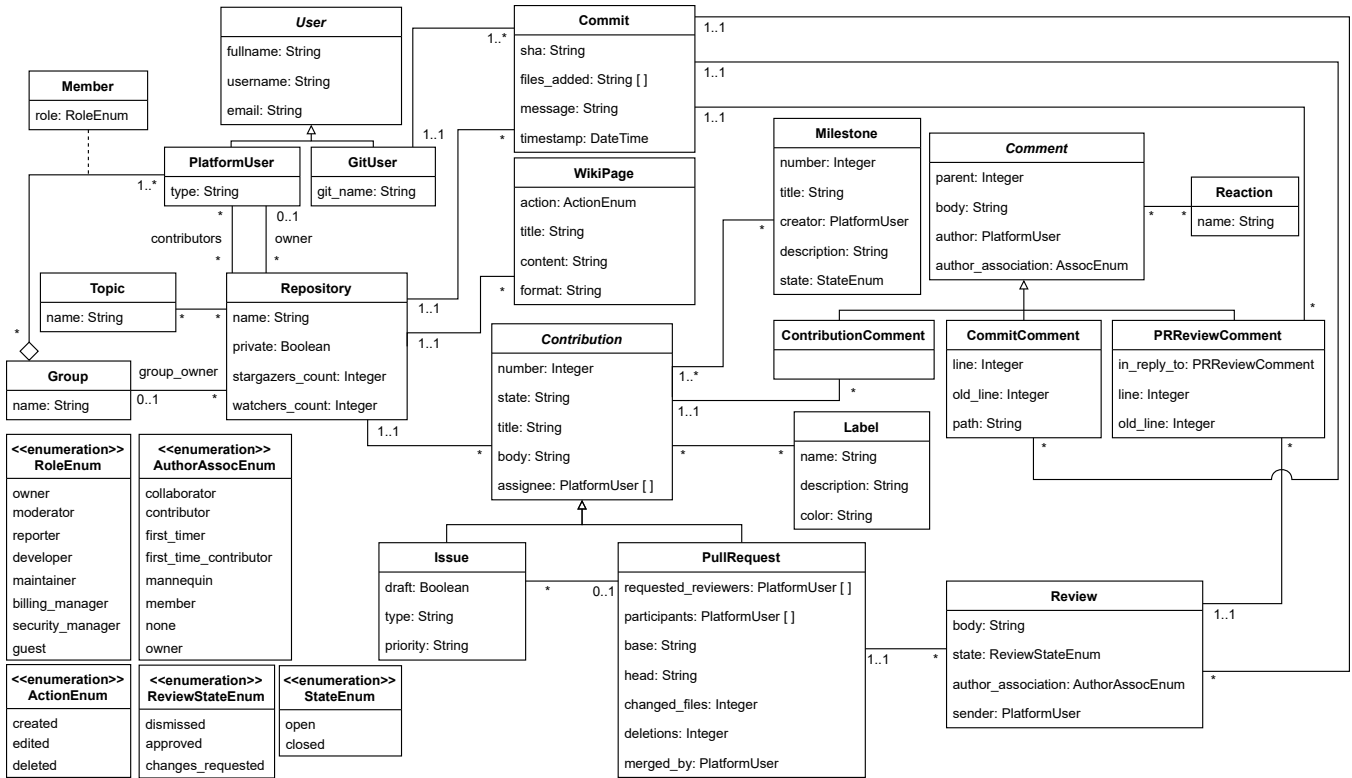 User
fullname: String
username: String
email: String
Commit
sha: String
files_added: String [ ]
message: String
timestamp: DateTime
1..*
1..1
*
1..1
1..1
1..1
Member
role: RoleEnum
1..*
PlatformUser
type: String
GitUser
git_name: String
*
contributors
*
0..1
owner
*
WikiPage
action: ActionEnum
title: String
content: String
format: String
*
Milestone
number: Integer
title: String
creator: PlatformUser
description: String
state: StateEnum
*
Comment
parent: Integer
body: String
author: PlatformUser
author_association: AssocEnum
*
*
Reaction
name: String
Topic
name: String
*
*
Repository
name: String
private: Boolean
stargazers_count: Integer
watchers_count: Integer
1..1
1..1
1..1
*
Group
name: String
group_owner
0..1
*
Contribution
number: Integer
state: String
title: String
body: String
assignee: PlatformUser [ ]
*
1..*
1..1
*
ContributionComment
*
CommitComment
line: Integer
old_line: Integer
path: String
*
*
PRReviewComment
in_reply_to: PRReviewComment
line: Integer
old_line: Integer
*
Label
name: String
description: String
color: String
*
<<enumeration>>
RoleEnum
owner
moderator
reporter
developer
maintainer
billing_manager
security_manager
guest
<<enumeration>>
AuthorAssocEnum
collaborator
contributor
first_timer
first_time_contributor
mannequin
member
none
owner
Issue
draft: Boolean
type: String
priority: String
*
0..1
PullRequest
requested_reviewers: PlatformUser [ ]
participants: PlatformUser [ ]
base: String
head: String
changed_files: Integer
deletions: Integer
merged_by: PlatformUser
1..1
*
Review
body: String
state: ReviewStateEnum
author_association: AuthorAssocEnum
sender: PlatformUser
1..1
*
<<enumeration>>
ActionEnum
created
edited
deleted
<<enumeration>>
ReviewStateEnum
dismissed
approved
changes_requested
<<enumeration>>
StateEnum
open
closed